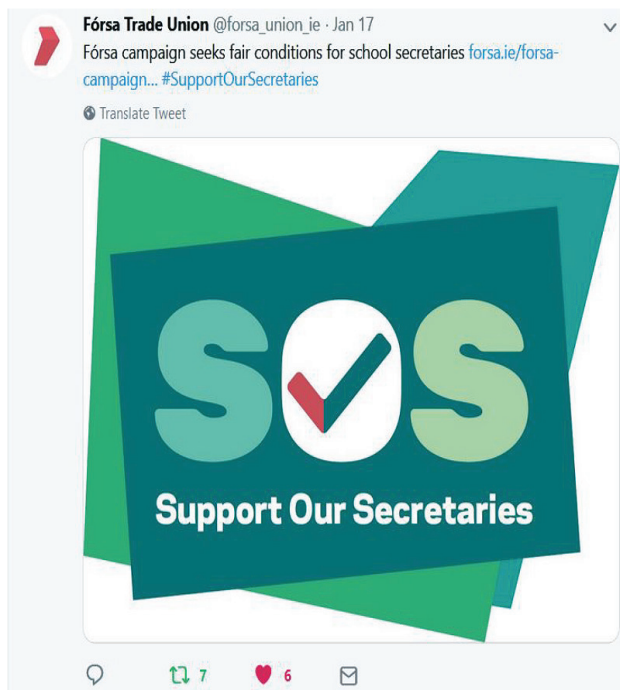 Fórsa Trade Union @forsa_union_ie · Jan 17
Fórsa campaign seeks fair conditions for school secretaries forsa.ie/forsa-
campaign... #SupportOurSecretaries
Translate Tweet
SOS
Support Our Secretaries
7 6